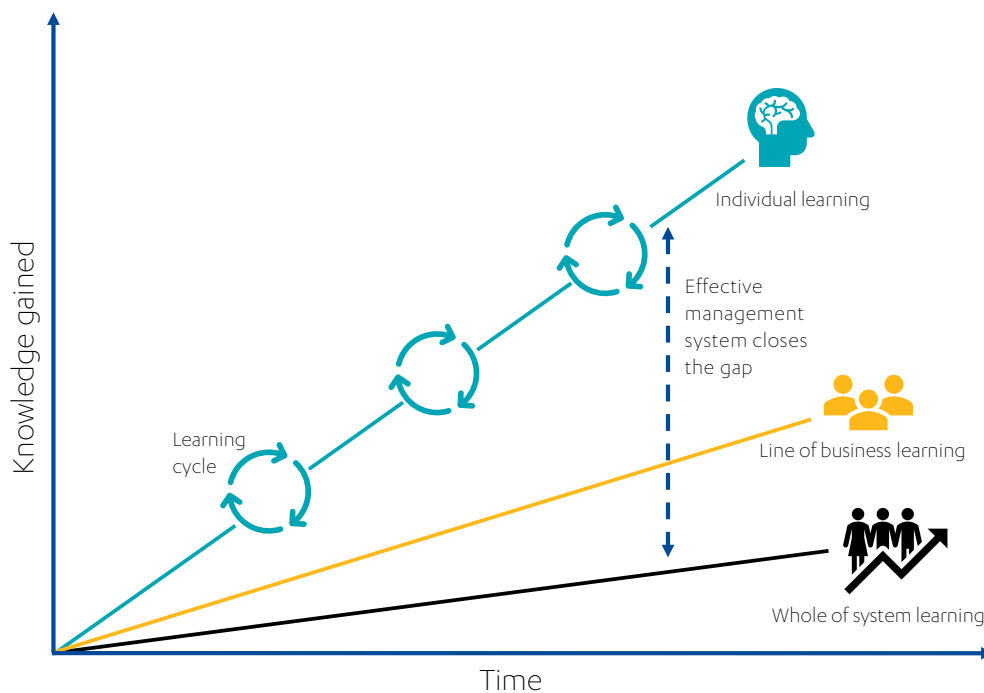 Knowledge gained
Individual learning
Effective
management
system closes
the gap
Learning
cycle
Line of business learning
Whole of system learning
Time